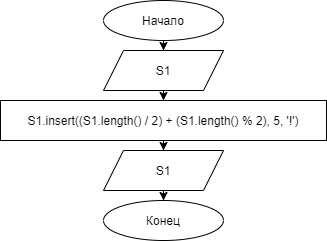 Начало
S1
S1.insert((S1.length() / 2) + (S1.length() % 2), 5, '!')
S1
Конец